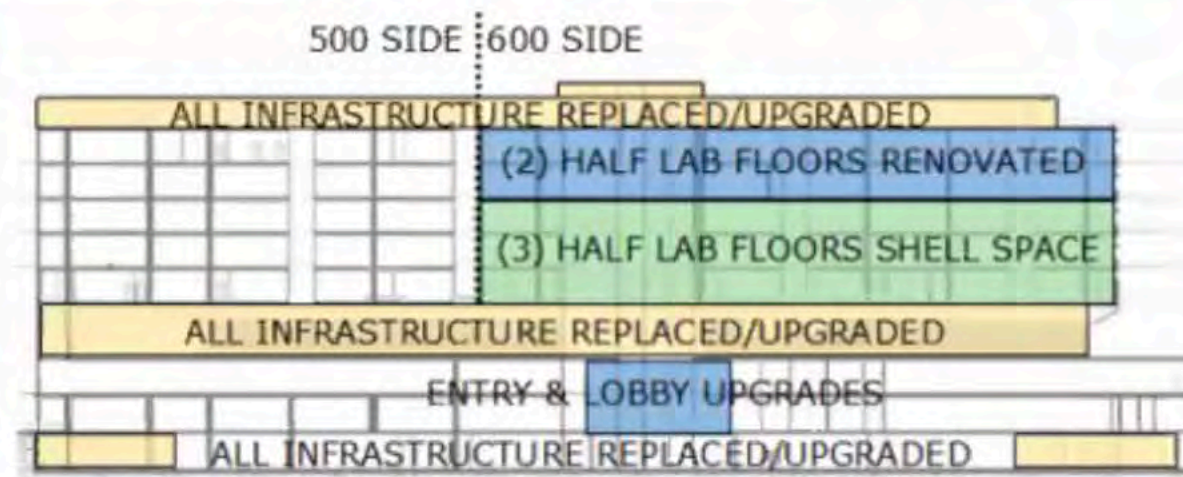 500 SIDE 600 SIDE
ALL INFRASTRUCTURE REPLACED/UPGRADED
(2) HALF LAB FLOORS RENOVATED
(3) HALF LAB FLOORS SHELL SPACE
ALL INFRASTRUCTURE REPLACED/UPGRADED
ENTRY & LOBBY UPGRADES
ALL INFRASTRUCTURE REPLACED/UPGRADED